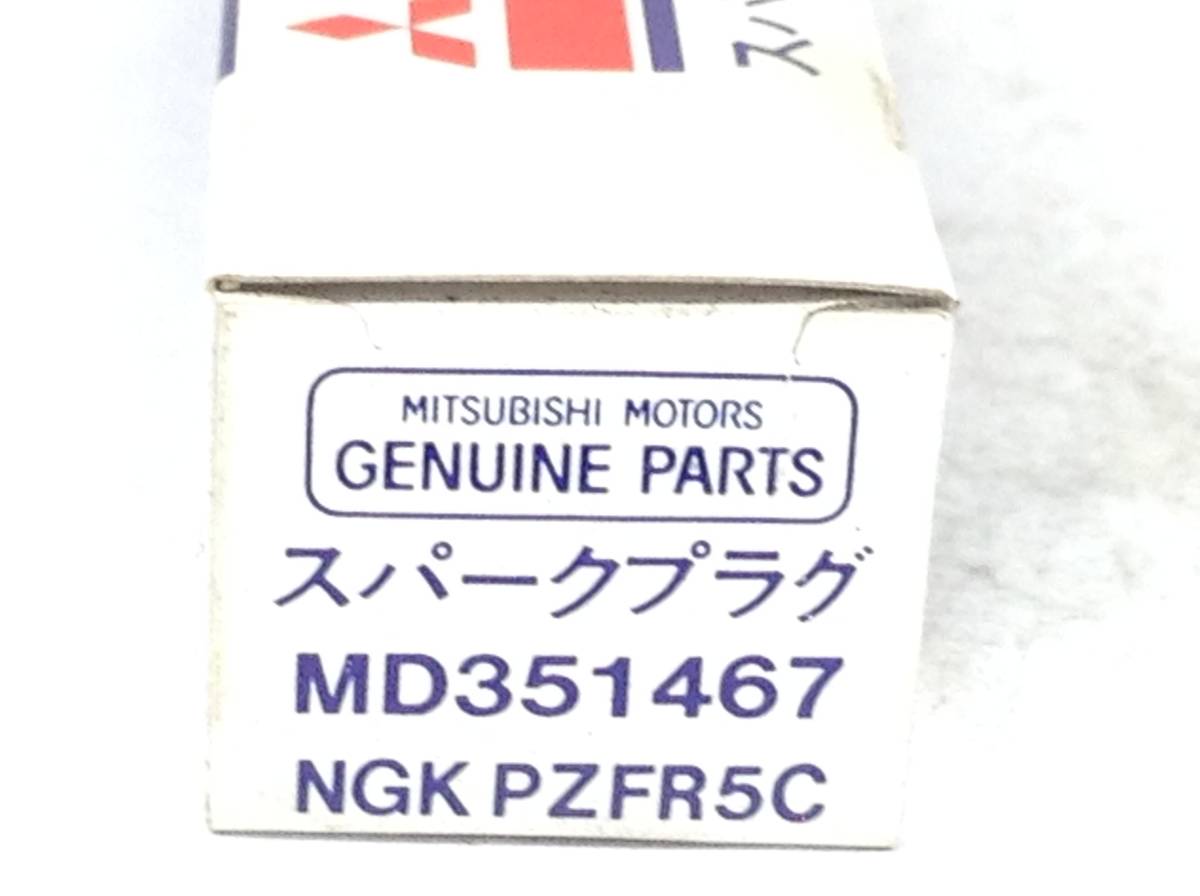 MITSUBISHI MOTORS
GENUINE PARTS
スパークプラグ
MD351467
NGK PZFR5C